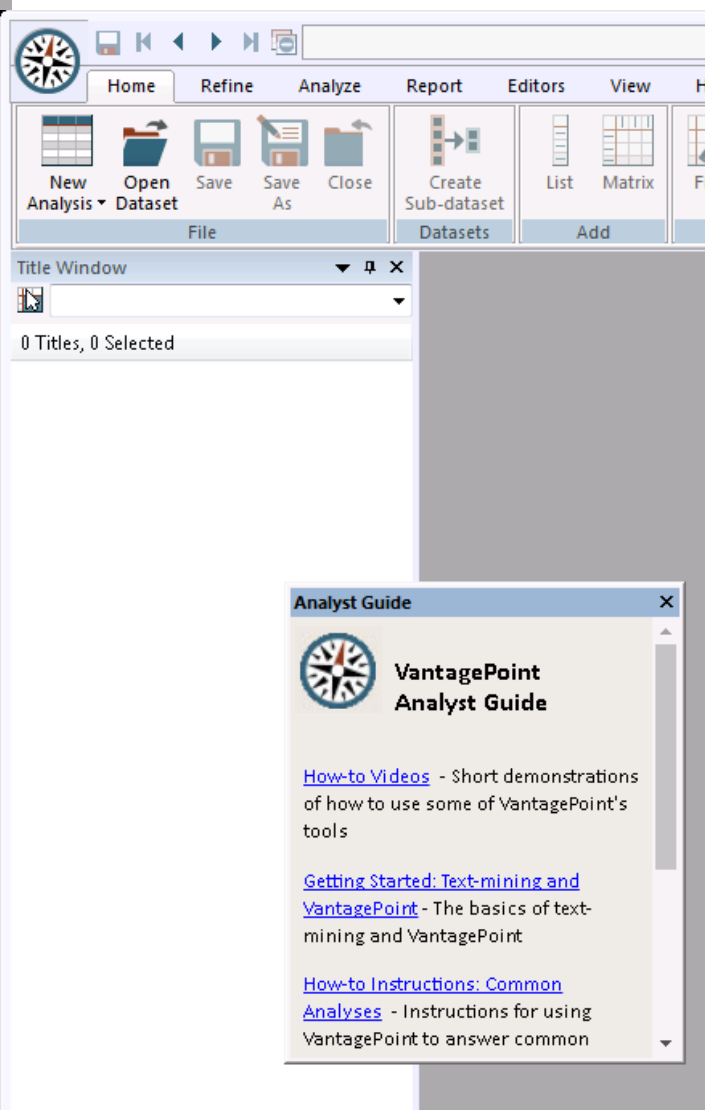 Home Refine Analyze Report Editors View H
New Analysis Open Dataset Save Save As Close Create Sub-dataset List Matrix
File Datasets Add
Title Window
0 Titles, 0 Selected
Analyst Guide
VantagePoint
Analyst Guide
How-to Videos - Short demonstrations
of how to use some of VantagePoint's
tools
Getting Started: Text-mining and
VantagePoint - The basics of text-
mining and VantagePoint
How-to Instructions: Common
Analyses - Instructions for using
VantagePoint to answer common